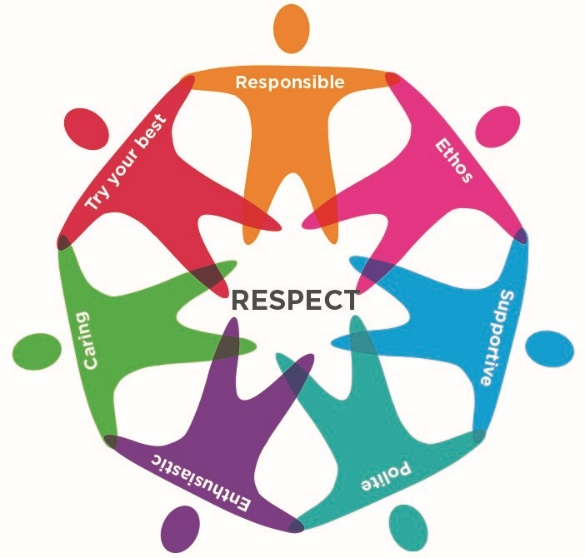 Responsible
Ethos
Supportive
Polite
Enthusiastic
Caring
Try your best
RESPECT